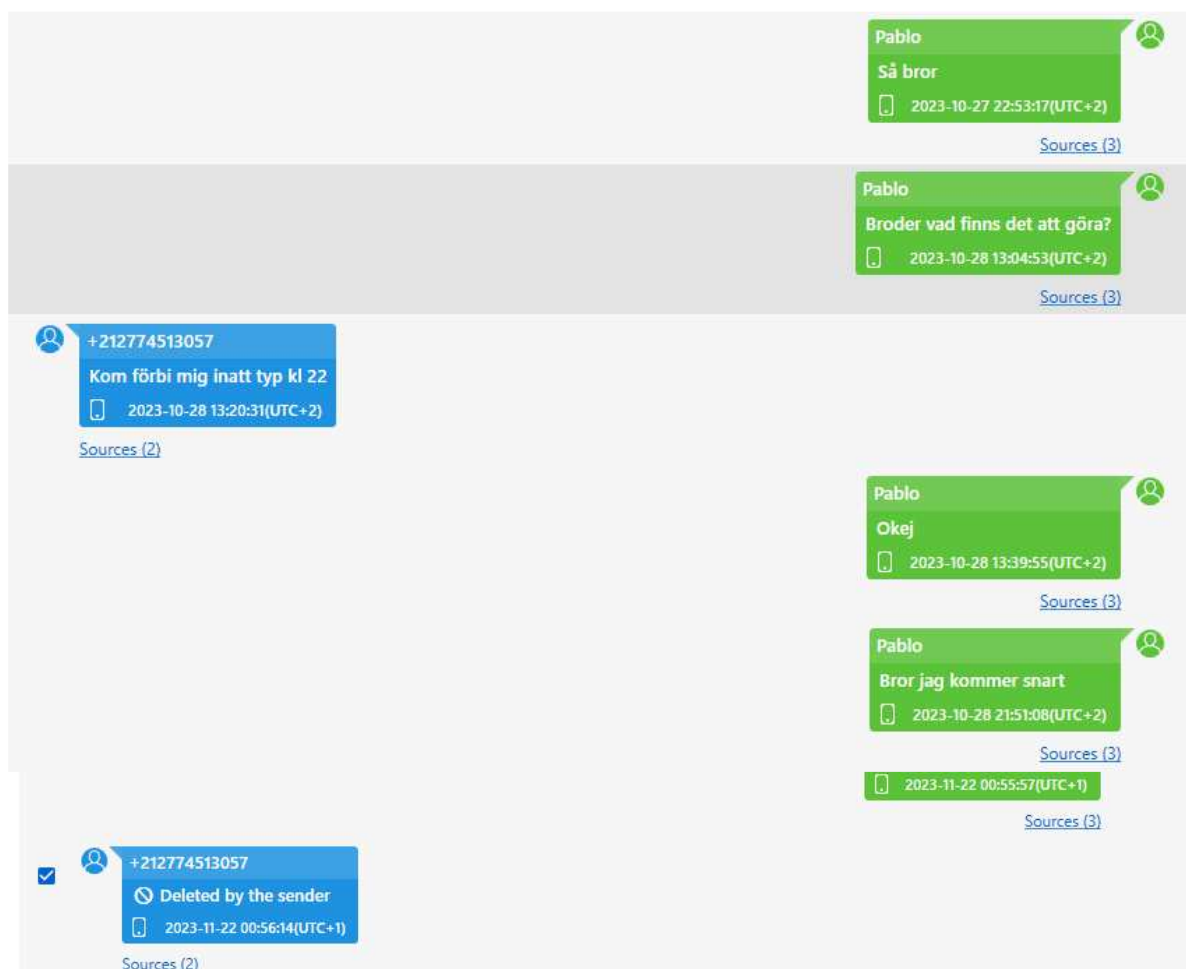 Pablo
Så bror
2023-10-27 22:53:17(UTC+2)
Sources (3)
Pablo
Broder vad finns det att göra?
2023-10-28 13:04:53(UTC+2)
Sources (3)
+212774513057
Kom förbi mig inatt typ kl 22
2023-10-28 13:20:31(UTC+2)
Sources (2)
Pablo
Okej
2023-10-28 13:39:55(UTC+2)
Sources (3)
Pablo
Bror jag kommer snart
2023-10-28 21:51:08(UTC+2)
Sources (3)
2023-11-22 00:55:57(UTC+1)
Sources (3)
+212774513057
Deleted by the sender
2023-11-22 00:56:14(UTC+1)
Sources (2)